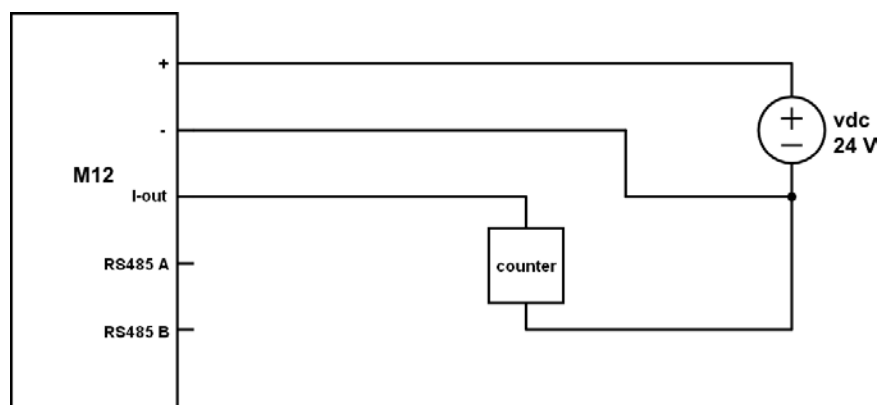 +
-
M12
I-out
RS485 A
RS485 B
counter
+
−
vdc
24 V